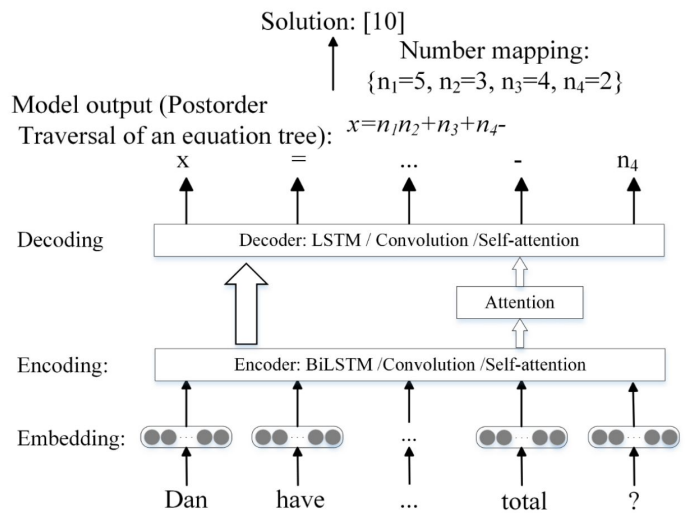 Solution: [10]
Number mapping:
{n₁=5, n₂=3, n₃=4, n₄=2}
Model output (Postorder
Traversal of an equation tree): x=n₁n₂+n₃+n₄-
x = ... - n₄
Decoding Decoder: LSTM / Convolution /Self-attention
Attention
Encoding: Encoder: BiLSTM /Convolution /Self-attention
Embedding: ... ... ... ... ...
Dan have ... total ?